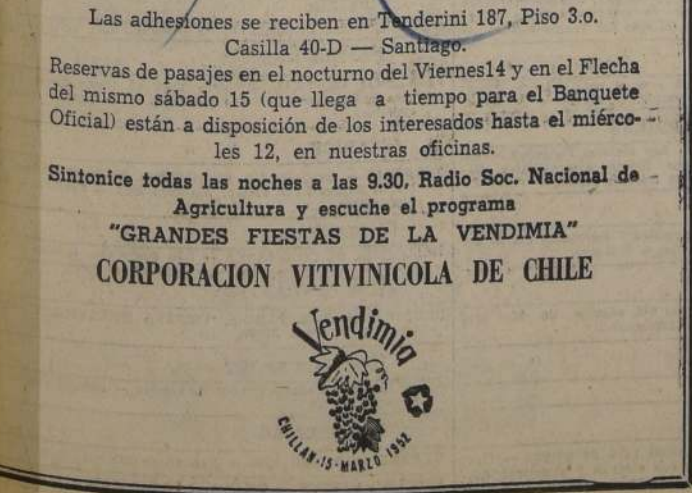 Las adhesiones se reciben en Tenderini 187, Piso 3.o.
Casilla 40-D — Santiago.
Reservas de pasajes en el nocturno del Viernes14 y en el Flecha
del mismo sábado 15 (que llega a tiempo para el Banquete
Oficial) están a disposición de los interesados hasta el miérco-
les 12, en nuestras oficinas.
Sintonice todas las noches a las 9.30, Radio Soc. Nacional de
Agricultura y escuche el programa
"GRANDES FIESTAS DE LA VENDIMIA"
CORPORACION VITIVINICOLA DE CHILE
Vendimia
CHILLAN·15·MARZO 1952